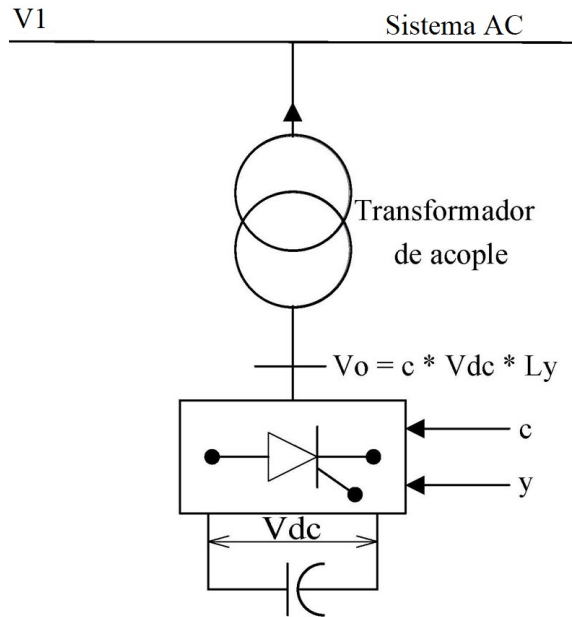 V1
Sistema AC
Transformador
de acople
Vo = c * Vdc * Ly
c
y
Vdc